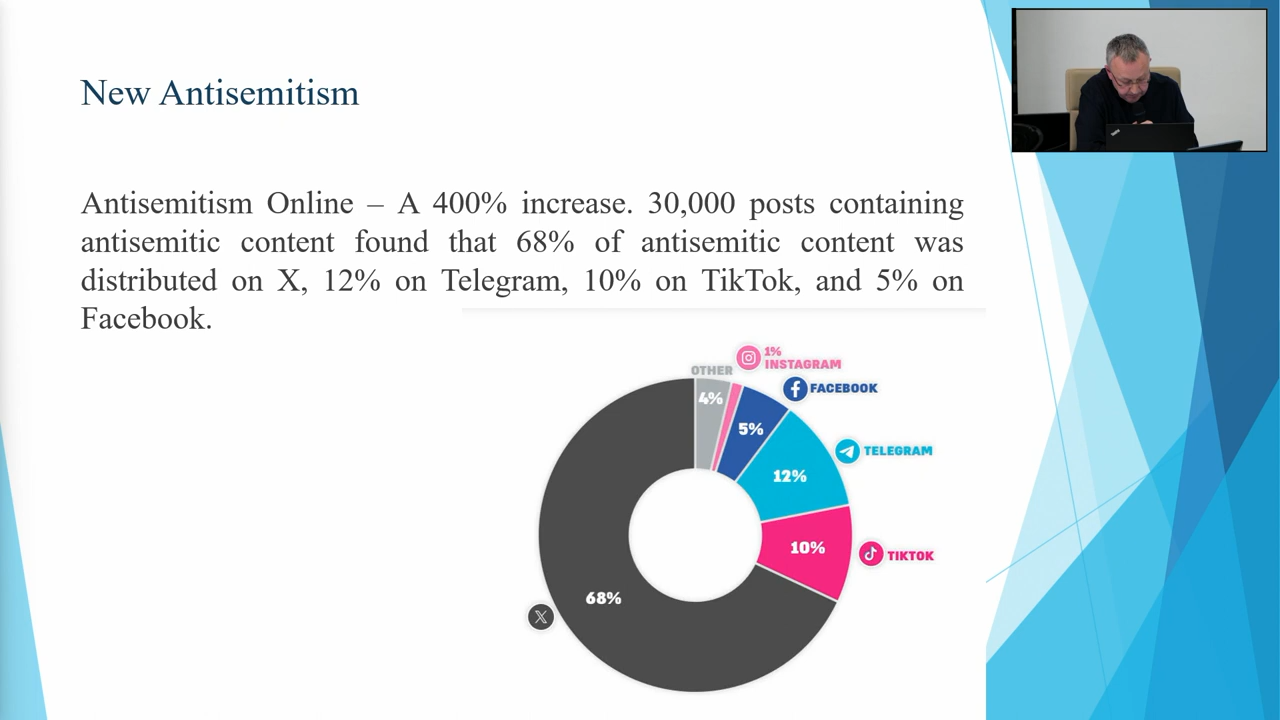 New Antisemitism
Antisemitism Online – A 400% increase. 30,000 posts containing
antisemitic content found that 68% of antisemitic content was
distributed on X, 12% on Telegram, 10% on TikTok, and 5% on
Facebook.
1%
INSTAGRAM
OTHER
4%
FACEBOOK
5%
TELEGRAM
12%
10%
TIKTOK
68%
X